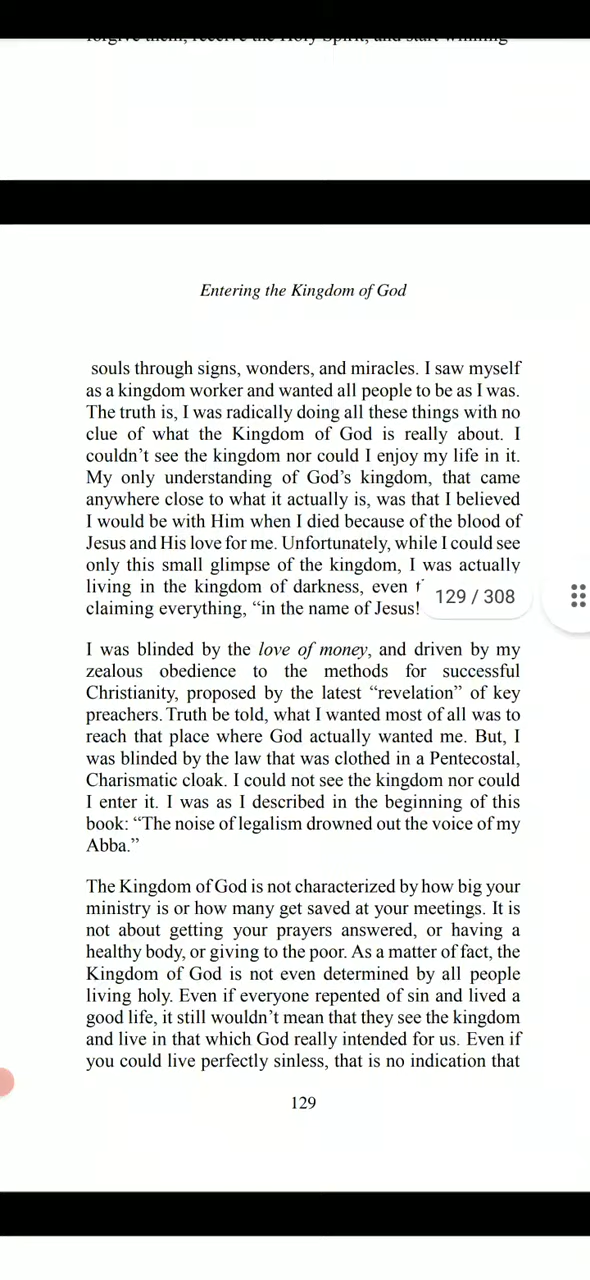 Entering the Kingdom of God
souls through signs, wonders, and miracles. I saw myself
as a kingdom worker and wanted all people to be as I was.
The truth is, I was radically doing all these things with no
clue of what the Kingdom of God is really about. I
couldn’t see the kingdom nor could I enjoy my life in it.
My only understanding of God’s kingdom, that came
anywhere close to what it actually is, was that I believed
I would be with Him when I died because of the blood of
Jesus and His love for me. Unfortunately, while I could see
only this small glimpse of the kingdom, I was actually
living in the kingdom of darkness, even
129 / 308
claiming everything, “in the name of Jesus!
I was blinded by the love of money, and driven by my
zealous obedience to the methods for successful
Christianity, proposed by the latest “revelation” of key
preachers. Truth be told, what I wanted most of all was to
reach that place where God actually wanted me. But, I
was blinded by the law that was clothed in a Pentecostal,
Charismatic cloak. I could not see the kingdom nor could
I enter it. I was as I described in the beginning of this
book: “The noise of legalism drowned out the voice of my
Abba.”
The Kingdom of God is not characterized by how big your
ministry is or how many get saved at your meetings. It is
not about getting your prayers answered, or having a
healthy body, or giving to the poor. As a matter of fact, the
Kingdom of God is not even determined by all people
living holy. Even if everyone repented of sin and lived a
good life, it still wouldn’t mean that they see the kingdom
and live in that which God really intended for us. Even if
you could live perfectly sinless, that is no indication that
129